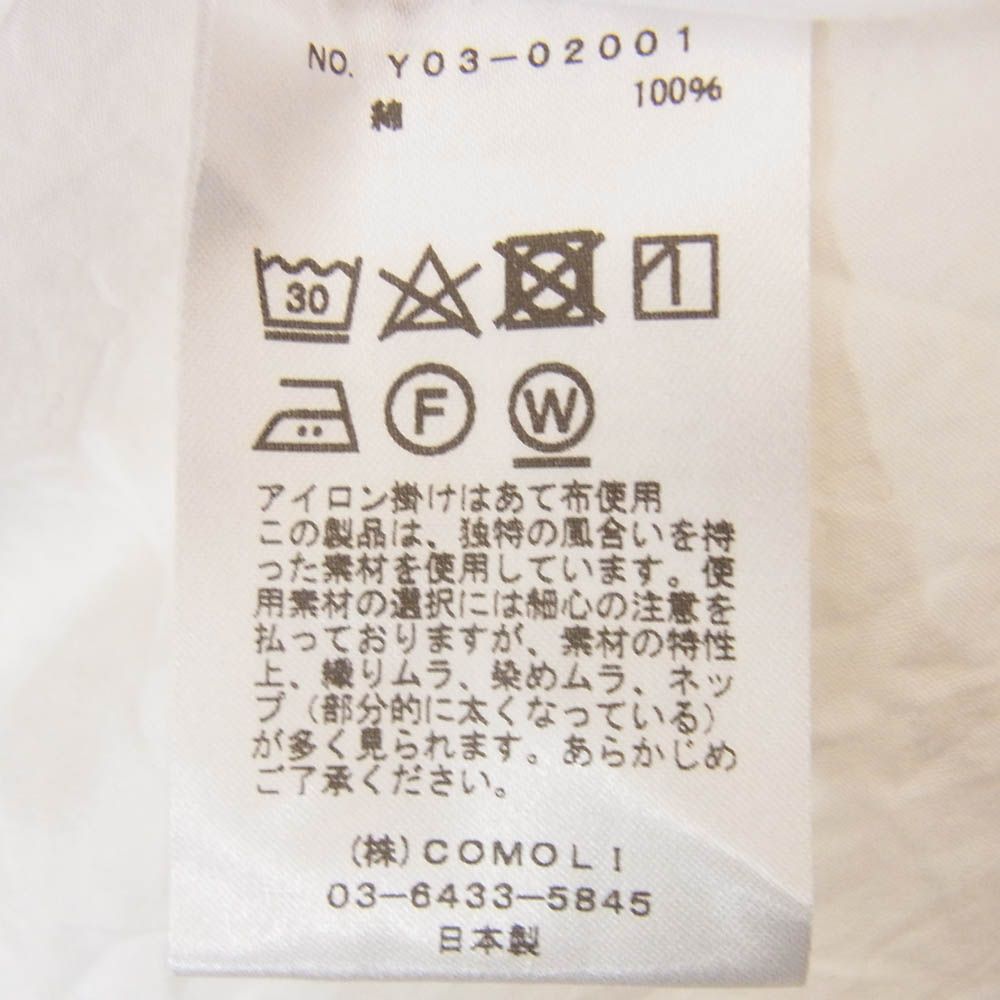 NO. Y03-02001
綿 100%
30
F W
アイロン掛けはあて布使用
この製品は、独特の風合いを持
った素材を使用しています。使
用素材の選択には細心の注意を
払っておりますが、素材の特性
上、織りムラ、染めムラ、ネッ
プ(部分的に太くなっている)
が多く見られます。あらかじめ
ご了承ください。
(株)COMOLI
03-6433-5845
日本製